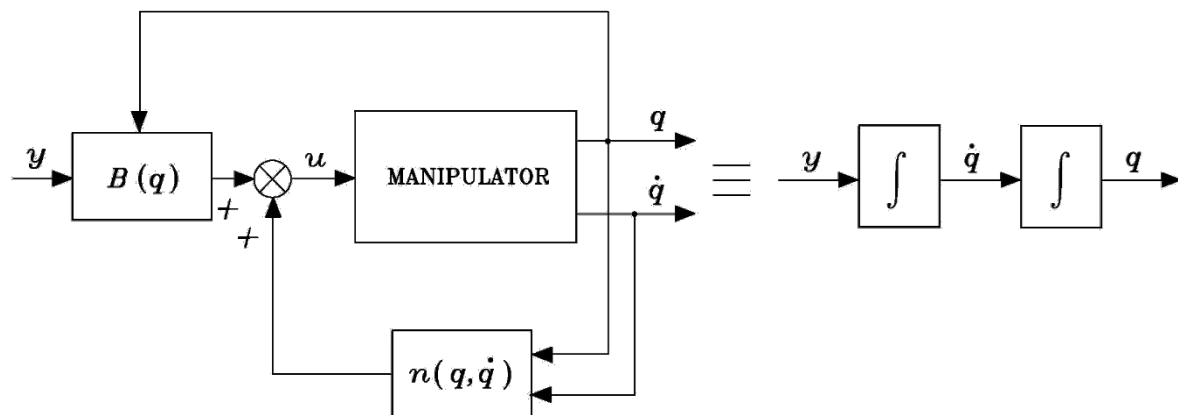 y
B (q)
+
+
u
MANIPULATOR
q
q̇
n(q, q̇)
≡
y
∫
q̇
∫
q